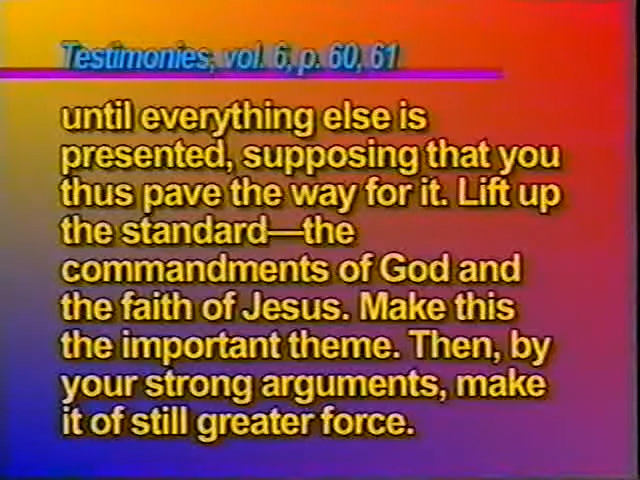 Testimonies, vol. 6, p. 60, 61
until everything else is
presented, supposing that you
thus pave the way for it. Lift up
the standard—the
commandments of God and
the faith of Jesus. Make this
the important theme. Then, by
your strong arguments, make
it of still greater force.